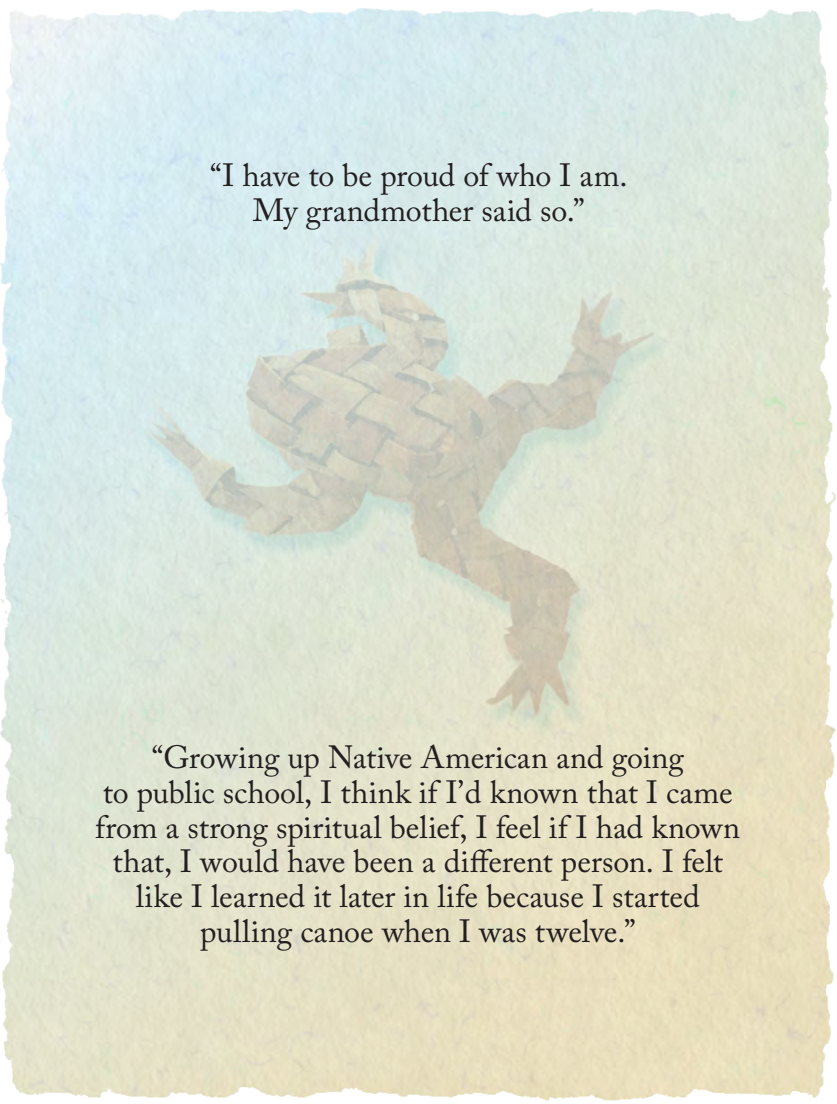 “I have to be proud of who I am.
My grandmother said so.”
“Growing up Native American and going
to public school, I think if I’d known that I came
from a strong spiritual belief, I feel if I had known
that, I would have been a different person. I felt
like I learned it later in life because I started
pulling canoe when I was twelve.”